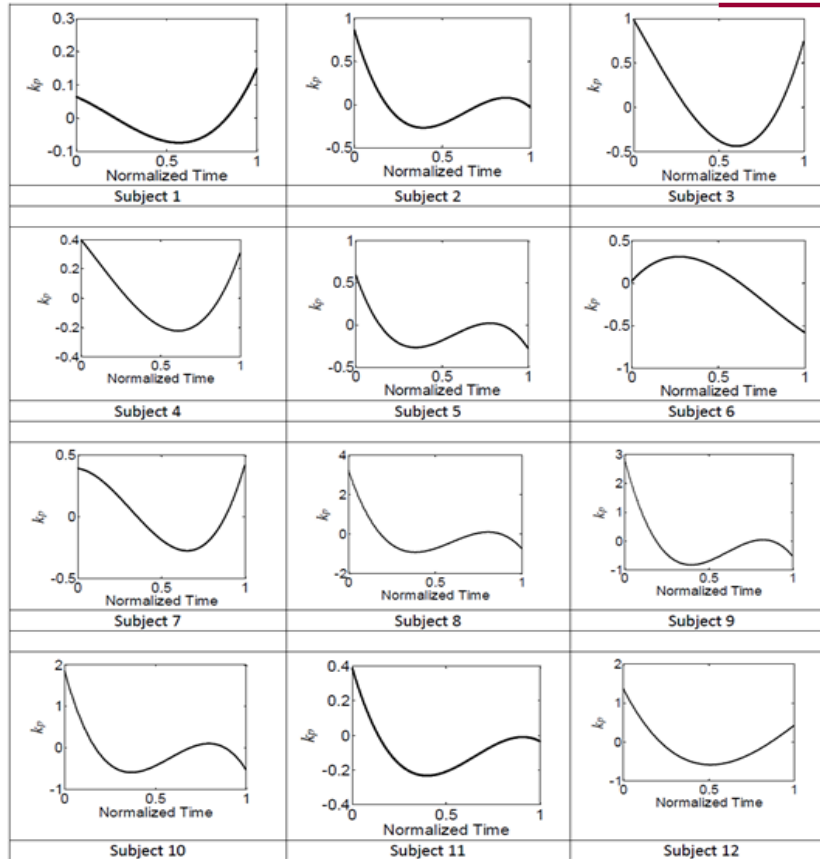 0.3
0.2
0.1
0
-0.1
kp
0 0.5 1
Normalized Time
Subject 1
1
0.5
0
-0.5
kp
0 0.5 1
Normalized Time
Subject 2
1
0.5
0
-0.5
kp
0 0.5 1
Normalized Time
Subject 3
0.4
0.2
0
-0.2
-0.4
kp
0 0.5 1
Normalized Time
Subject 4
1
0.5
0
-0.5
kp
0 0.5 1
Normalized Time
Subject 5
0.5
0
-0.5
-1
kp
0 0.5 1
Normalized Time
Subject 6
0.5
0
-0.5
kp
0 0.5 1
Normalized Time
Subject 7
4
2
0
-2
kp
0 0.5 1
Normalized Time
Subject 8
3
2
1
0
-1
kp
0 0.5 1
Normalized Time
Subject 9
2
1
0
-1
kp
0 0.5 1
Normalized Time
Subject 10
0.4
0.2
0
-0.2
-0.4
kp
0 0.5 1
Normalized Time
Subject 11
2
1
0
-1
kp
0 0.5 1
Normalized Time
Subject 12